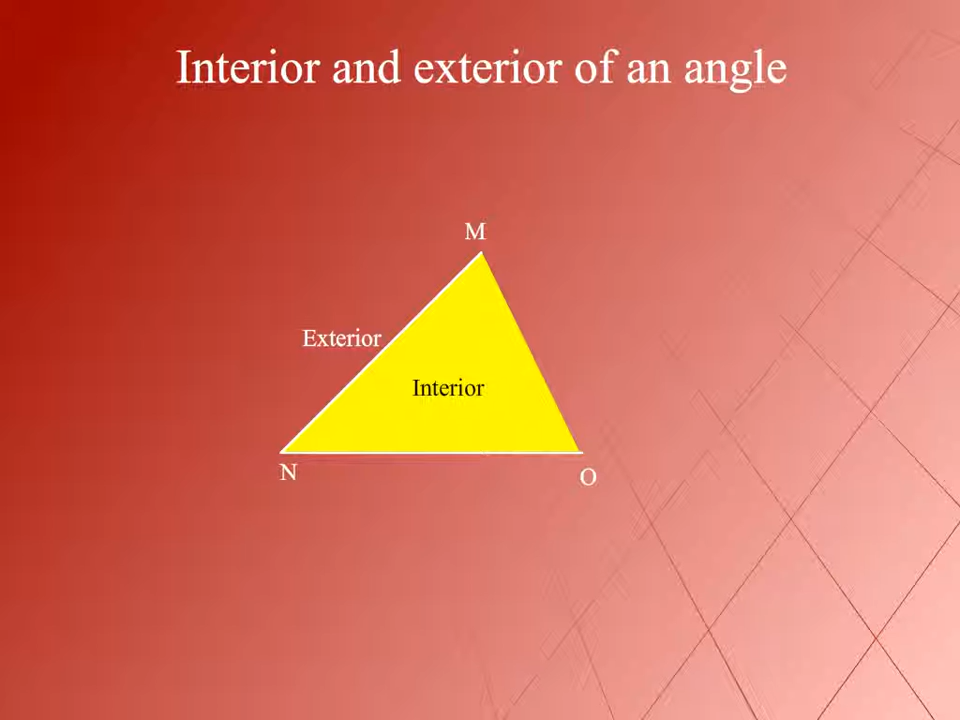 Interior and exterior of an angle
M
Exterior
Interior
N
O